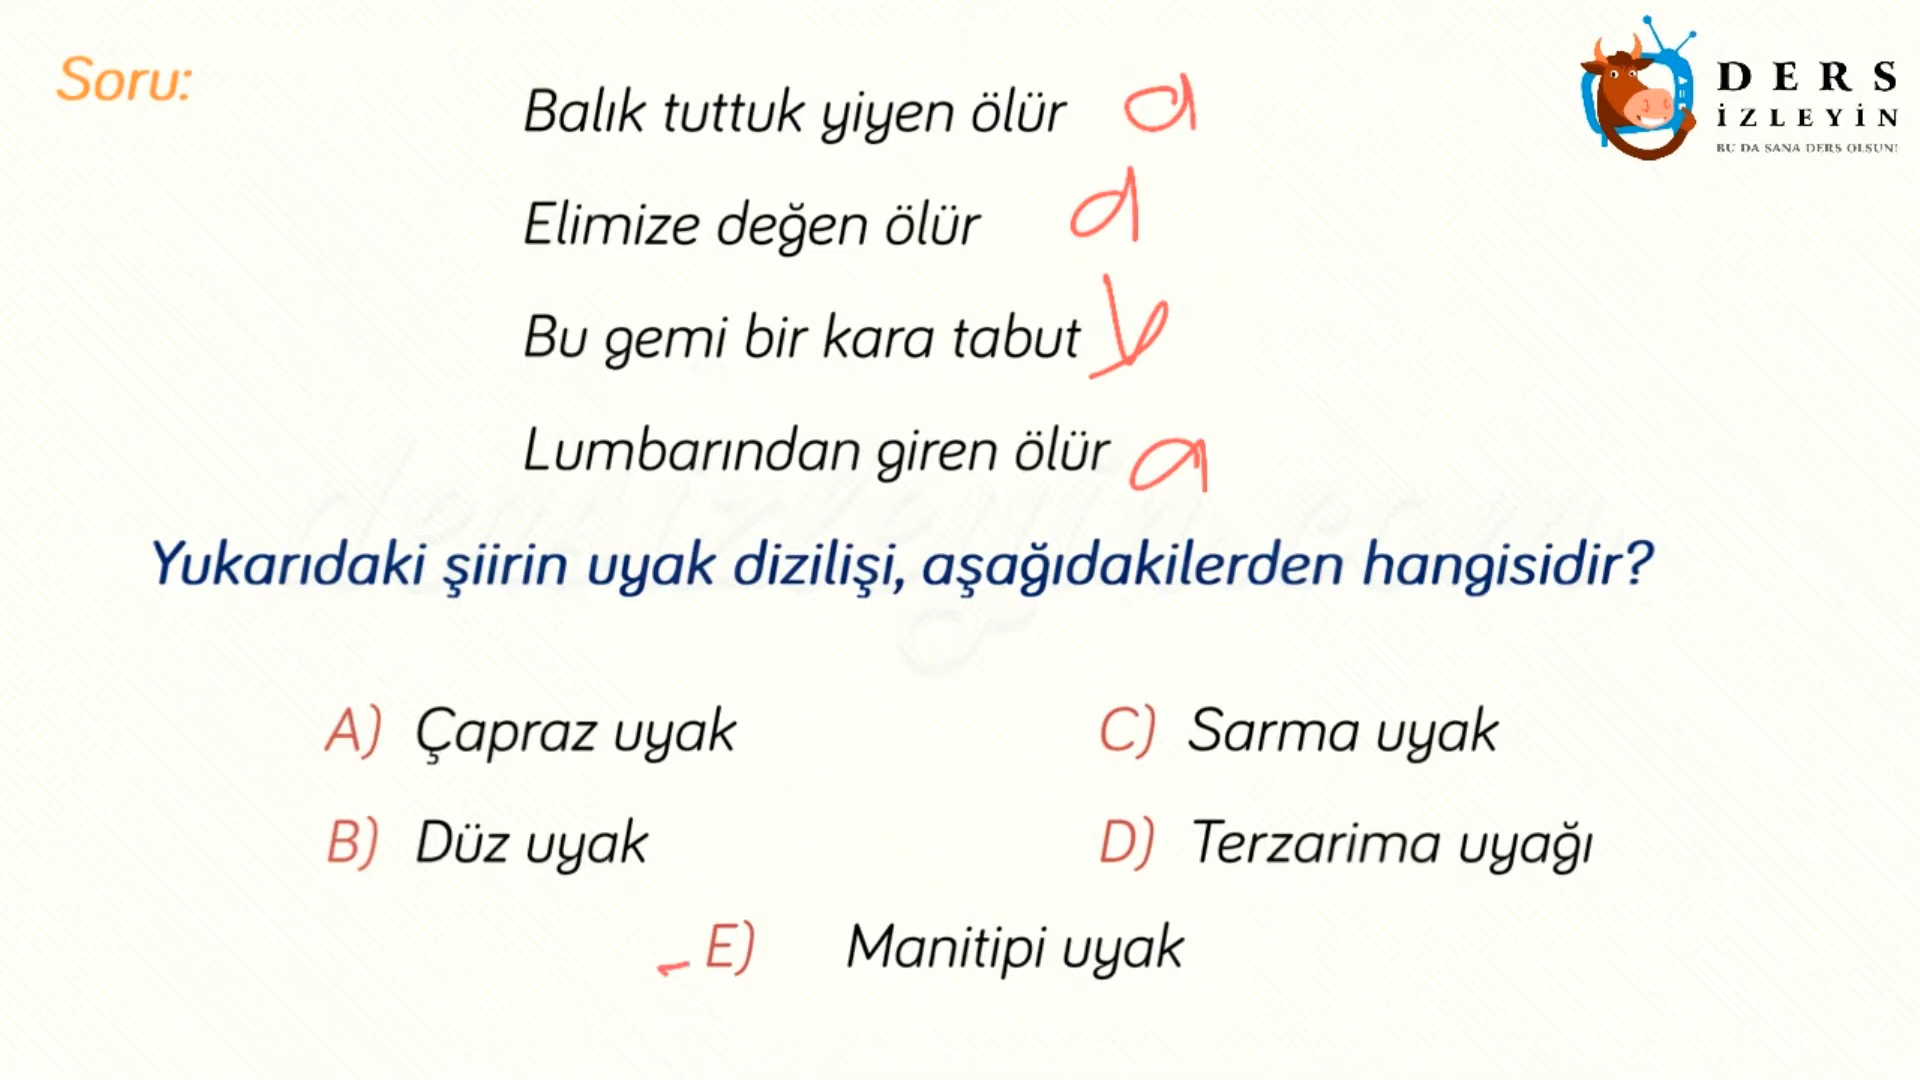 Soru:
DERS
İZLEYİN
BU DA SANA DERS OLSUN!
Balık tuttuk yiyen ölür a
Elimize değen ölür a
Bu gemi bir kara tabut b
Lumbarından giren ölür a
dersizleyin.com
Yukarıdaki şiirin uyak dizilişi, aşağıdakilerden hangisidir?
A) Çapraz uyak
B) Düz uyak
C) Sarma uyak
D) Terzarima uyağı
E) Manitipi uyak